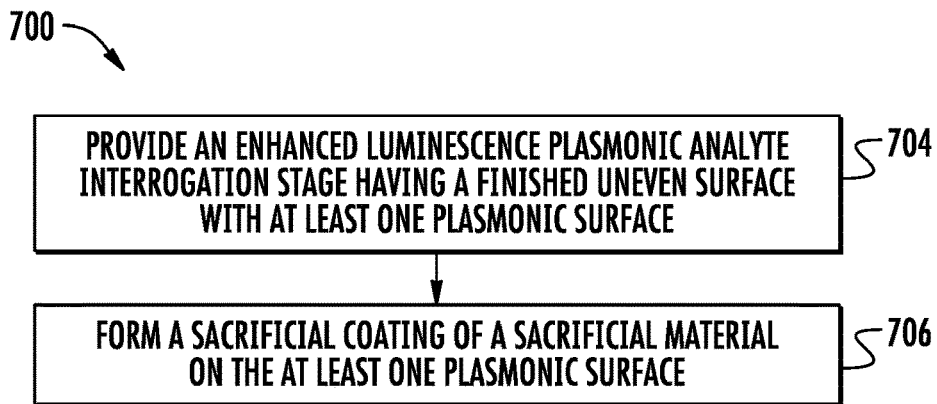 700
PROVIDE AN ENHANCED LUMINESCENCE PLASMONIC ANALYTE
INTERROGATION STAGE HAVING A FINISHED UNEVEN SURFACE
WITH AT LEAST ONE PLASMONIC SURFACE
704
FORM A SACRIFICIAL COATING OF A SACRIFICIAL MATERIAL
ON THE AT LEAST ONE PLASMONIC SURFACE
706